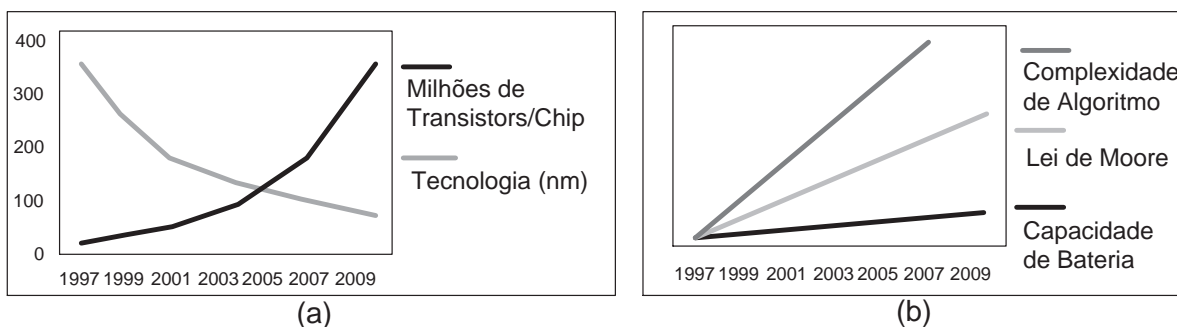 400
300
200
100
0
1997 1999 2001 2003 2005 2007 2009
Milhões de
Transistors/Chip
Tecnologia (nm)
(a)
Complexidade
de Algoritmo
Lei de Moore
Capacidade
de Bateria
1997 1999 2001 2003 2005 2007 2009
(b)